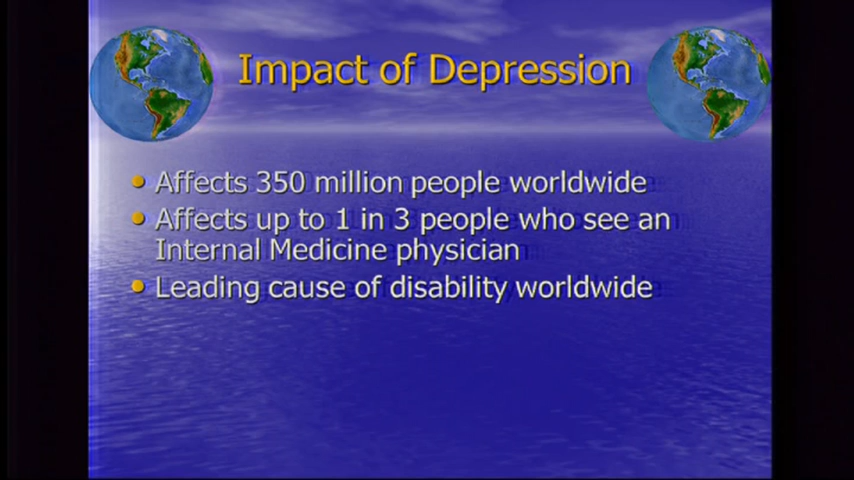 Impact of Depression
• Affects 350 million people worldwide
• Affects up to 1 in 3 people who see an
Internal Medicine physician
• Leading cause of disability worldwide